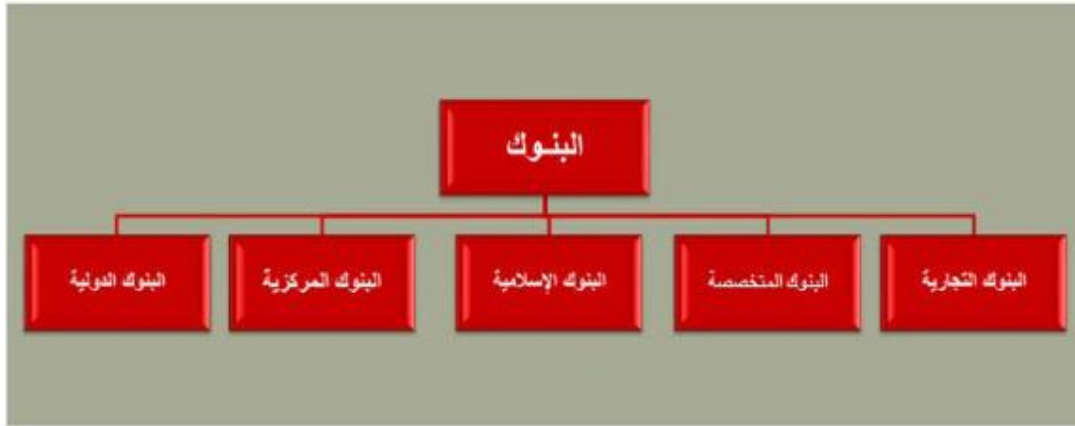 البنـوك
البنوك التجارية
البنوك المتخصصة
البنوك الإسلامية
البنوك المركزية
البنوك الدولية